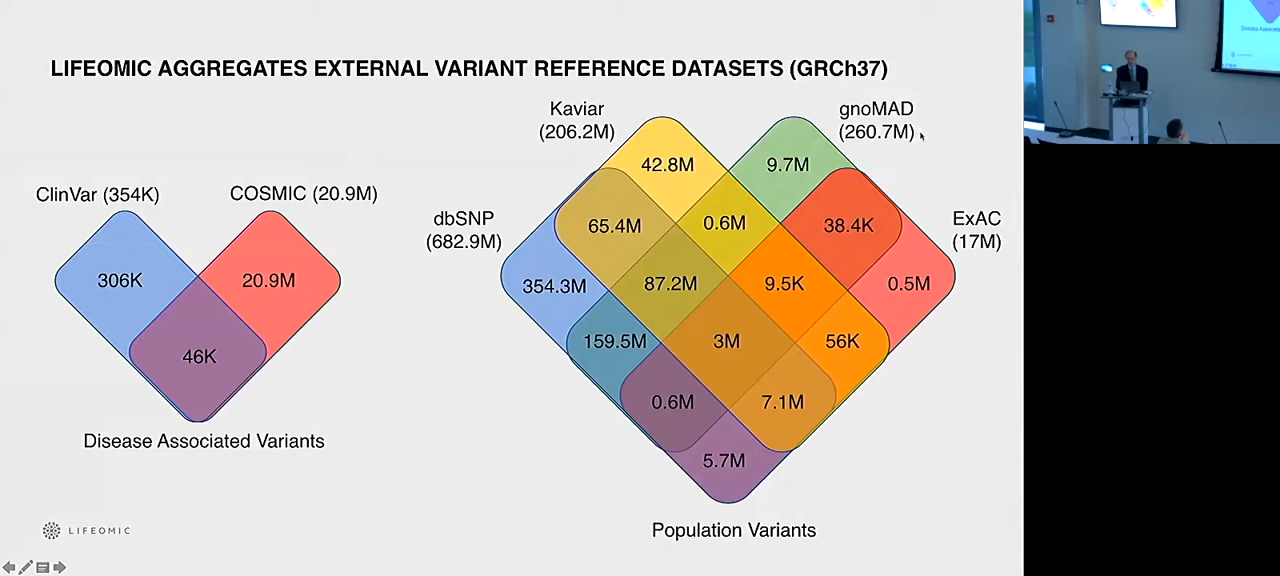 LIFEOMIC AGGREGATES EXTERNAL VARIANT REFERENCE DATASETS (GRCh37)
ClinVar (354K)
COSMIC (20.9M)
306K
20.9M
46K
Disease Associated Variants
Kaviar
(206.2M)
gnoMAD
(260.7M)
dbSNP
(682.9M)
ExAC
(17M)
42.8M
9.7M
65.4M
0.6M
38.4K
354.3M
87.2M
9.5K
0.5M
159.5M
3M
56K
0.6M
7.1M
5.7M
Population Variants
LIFEOMIC